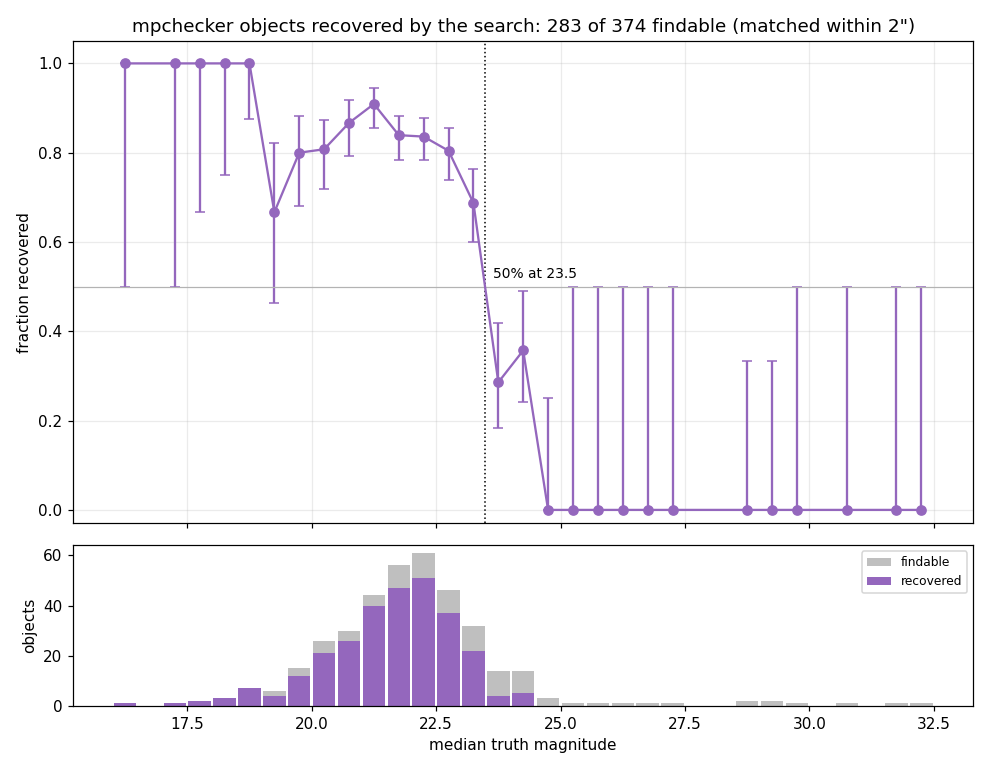 mpchecker objects recovered by the search: 283 of 374 findable (matched within 2")
1.0
0.8
0.6
0.4
0.2
0.0
fraction recovered
50% at 23.5
60
40
20
0
objects
findable
recovered
17.5 20.0 22.5 25.0 27.5 30.0 32.5
median truth magnitude